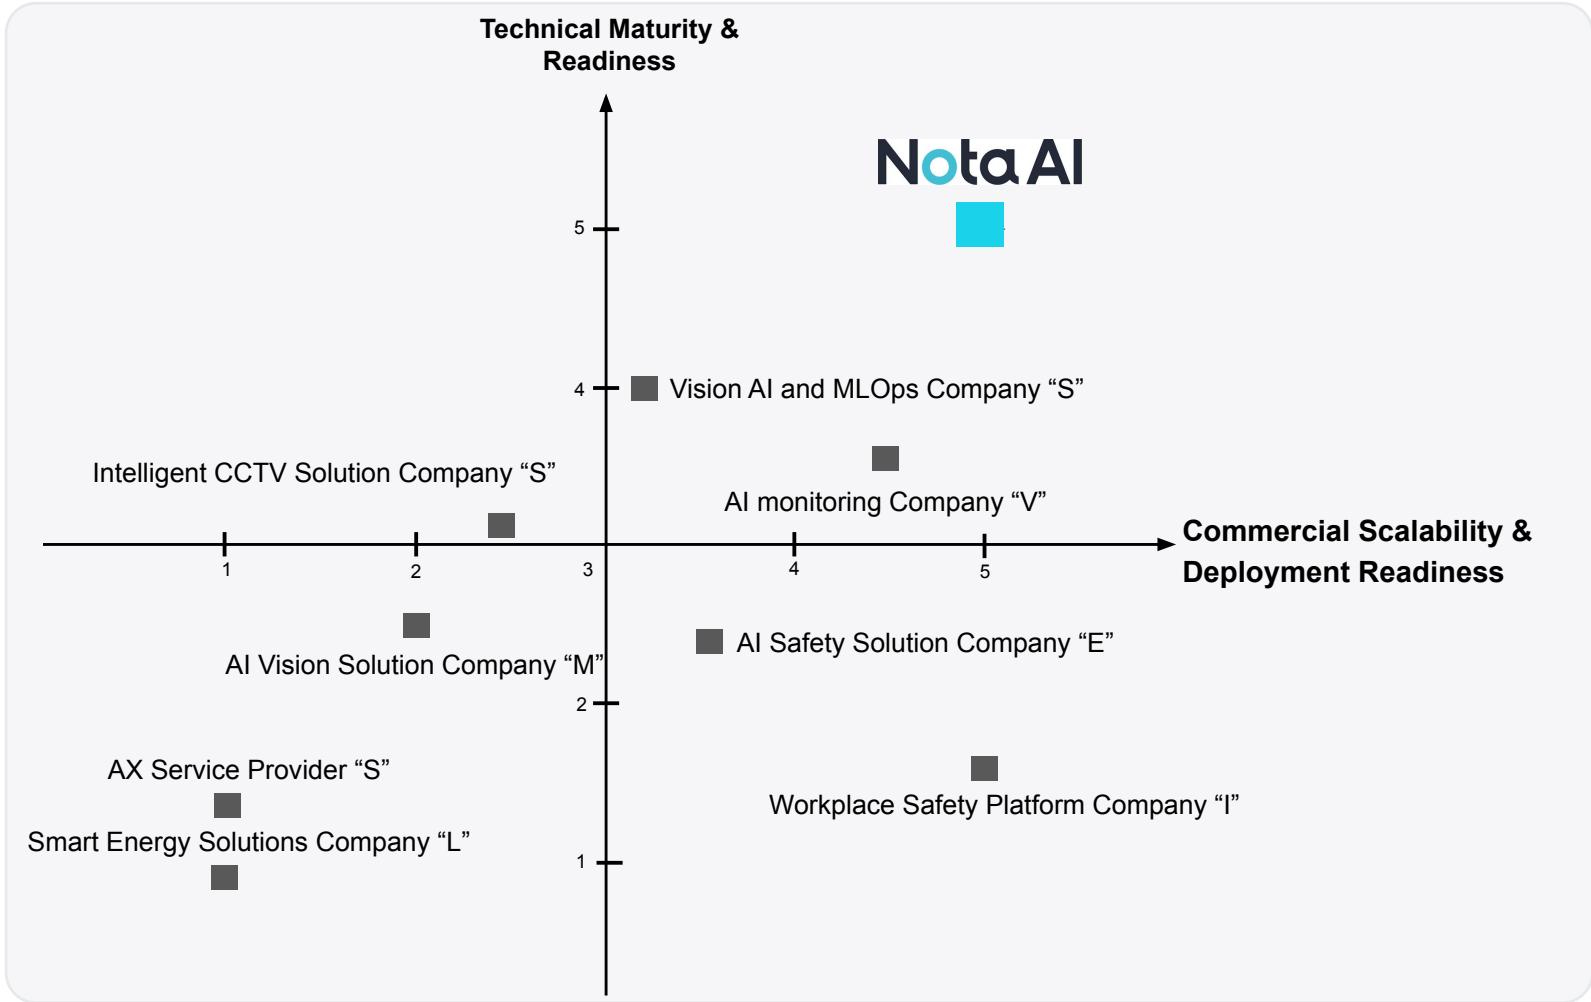 Technical Maturity &
Readiness
Nota AI
5
4
Vision AI and MLOps Company “S”
Intelligent CCTV Solution Company “S”
AI monitoring Company “V”
Commercial Scalability &
Deployment Readiness
1
2
3
4
5
AI Safety Solution Company “E”
AI Vision Solution Company “M”
2
AX Service Provider “S”
Workplace Safety Platform Company “I”
Smart Energy Solutions Company “L”
1